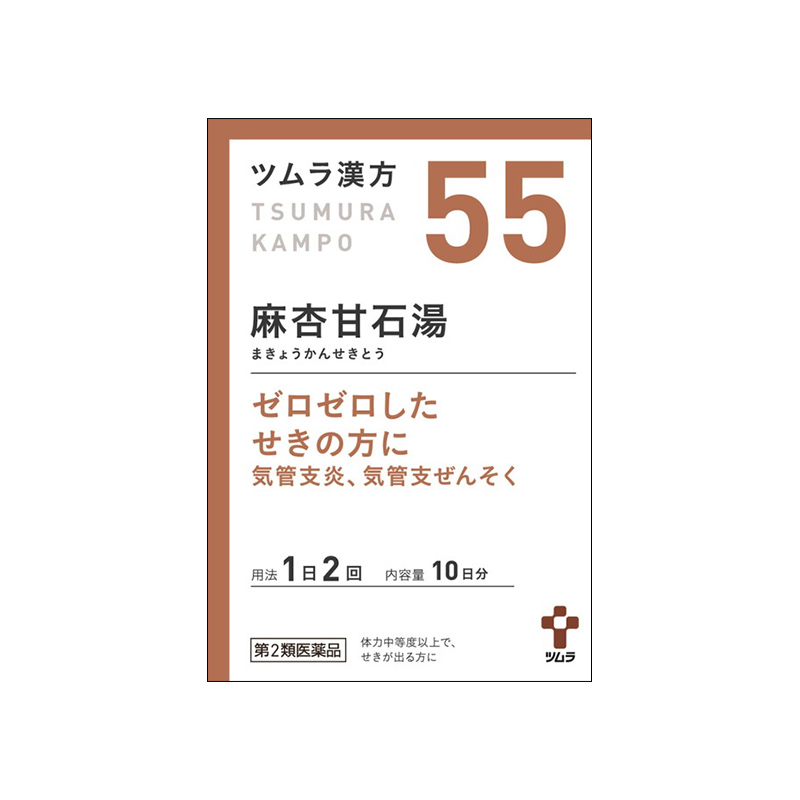 ツムラ漢方
TSUMURA
KAMPO
55
麻杏甘石湯
まきょうかんせきとう
ゼロゼロした
せきの方に
気管支炎、気管支ぜんそく
用法 1日2回 内容量 10日分
第2類医薬品
体力中等度以上で、
せきが出る方に
ツムラ